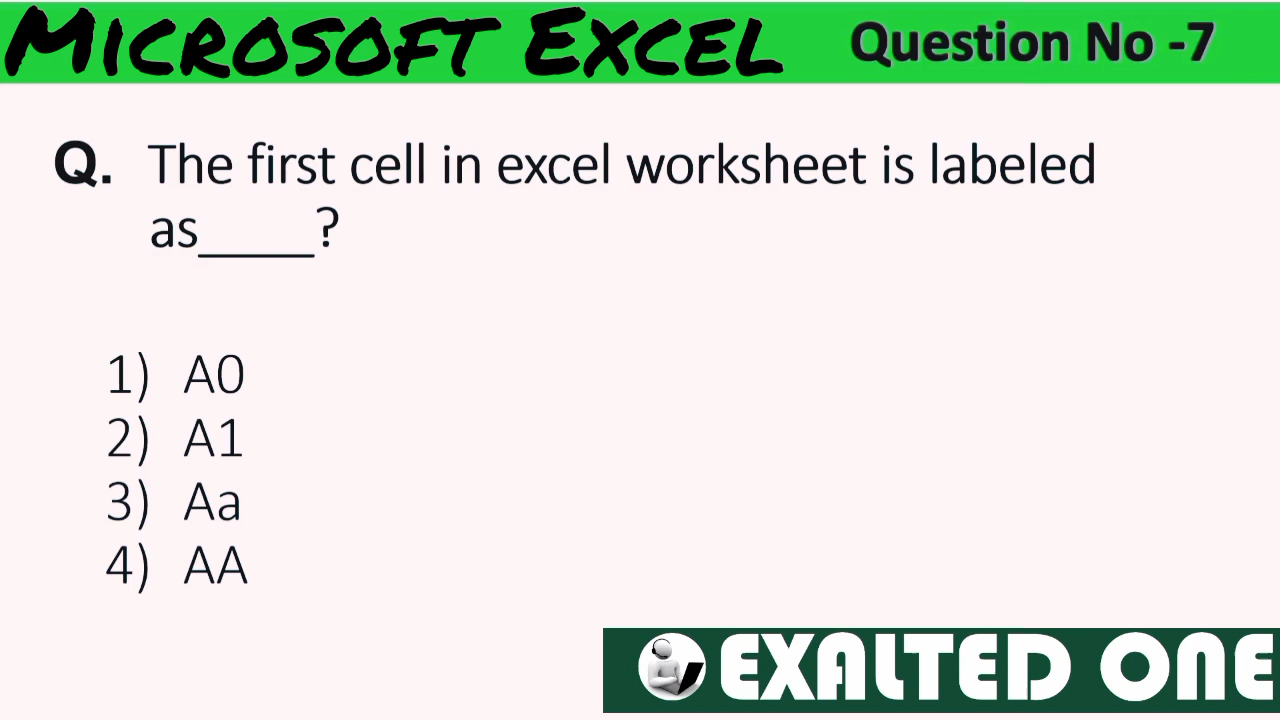 Microsoft Excel Question No -7
Q. The first cell in excel worksheet is labeled
as_____?
1) A0
2) A1
3) Aa
4) AA
EXALTED ONE